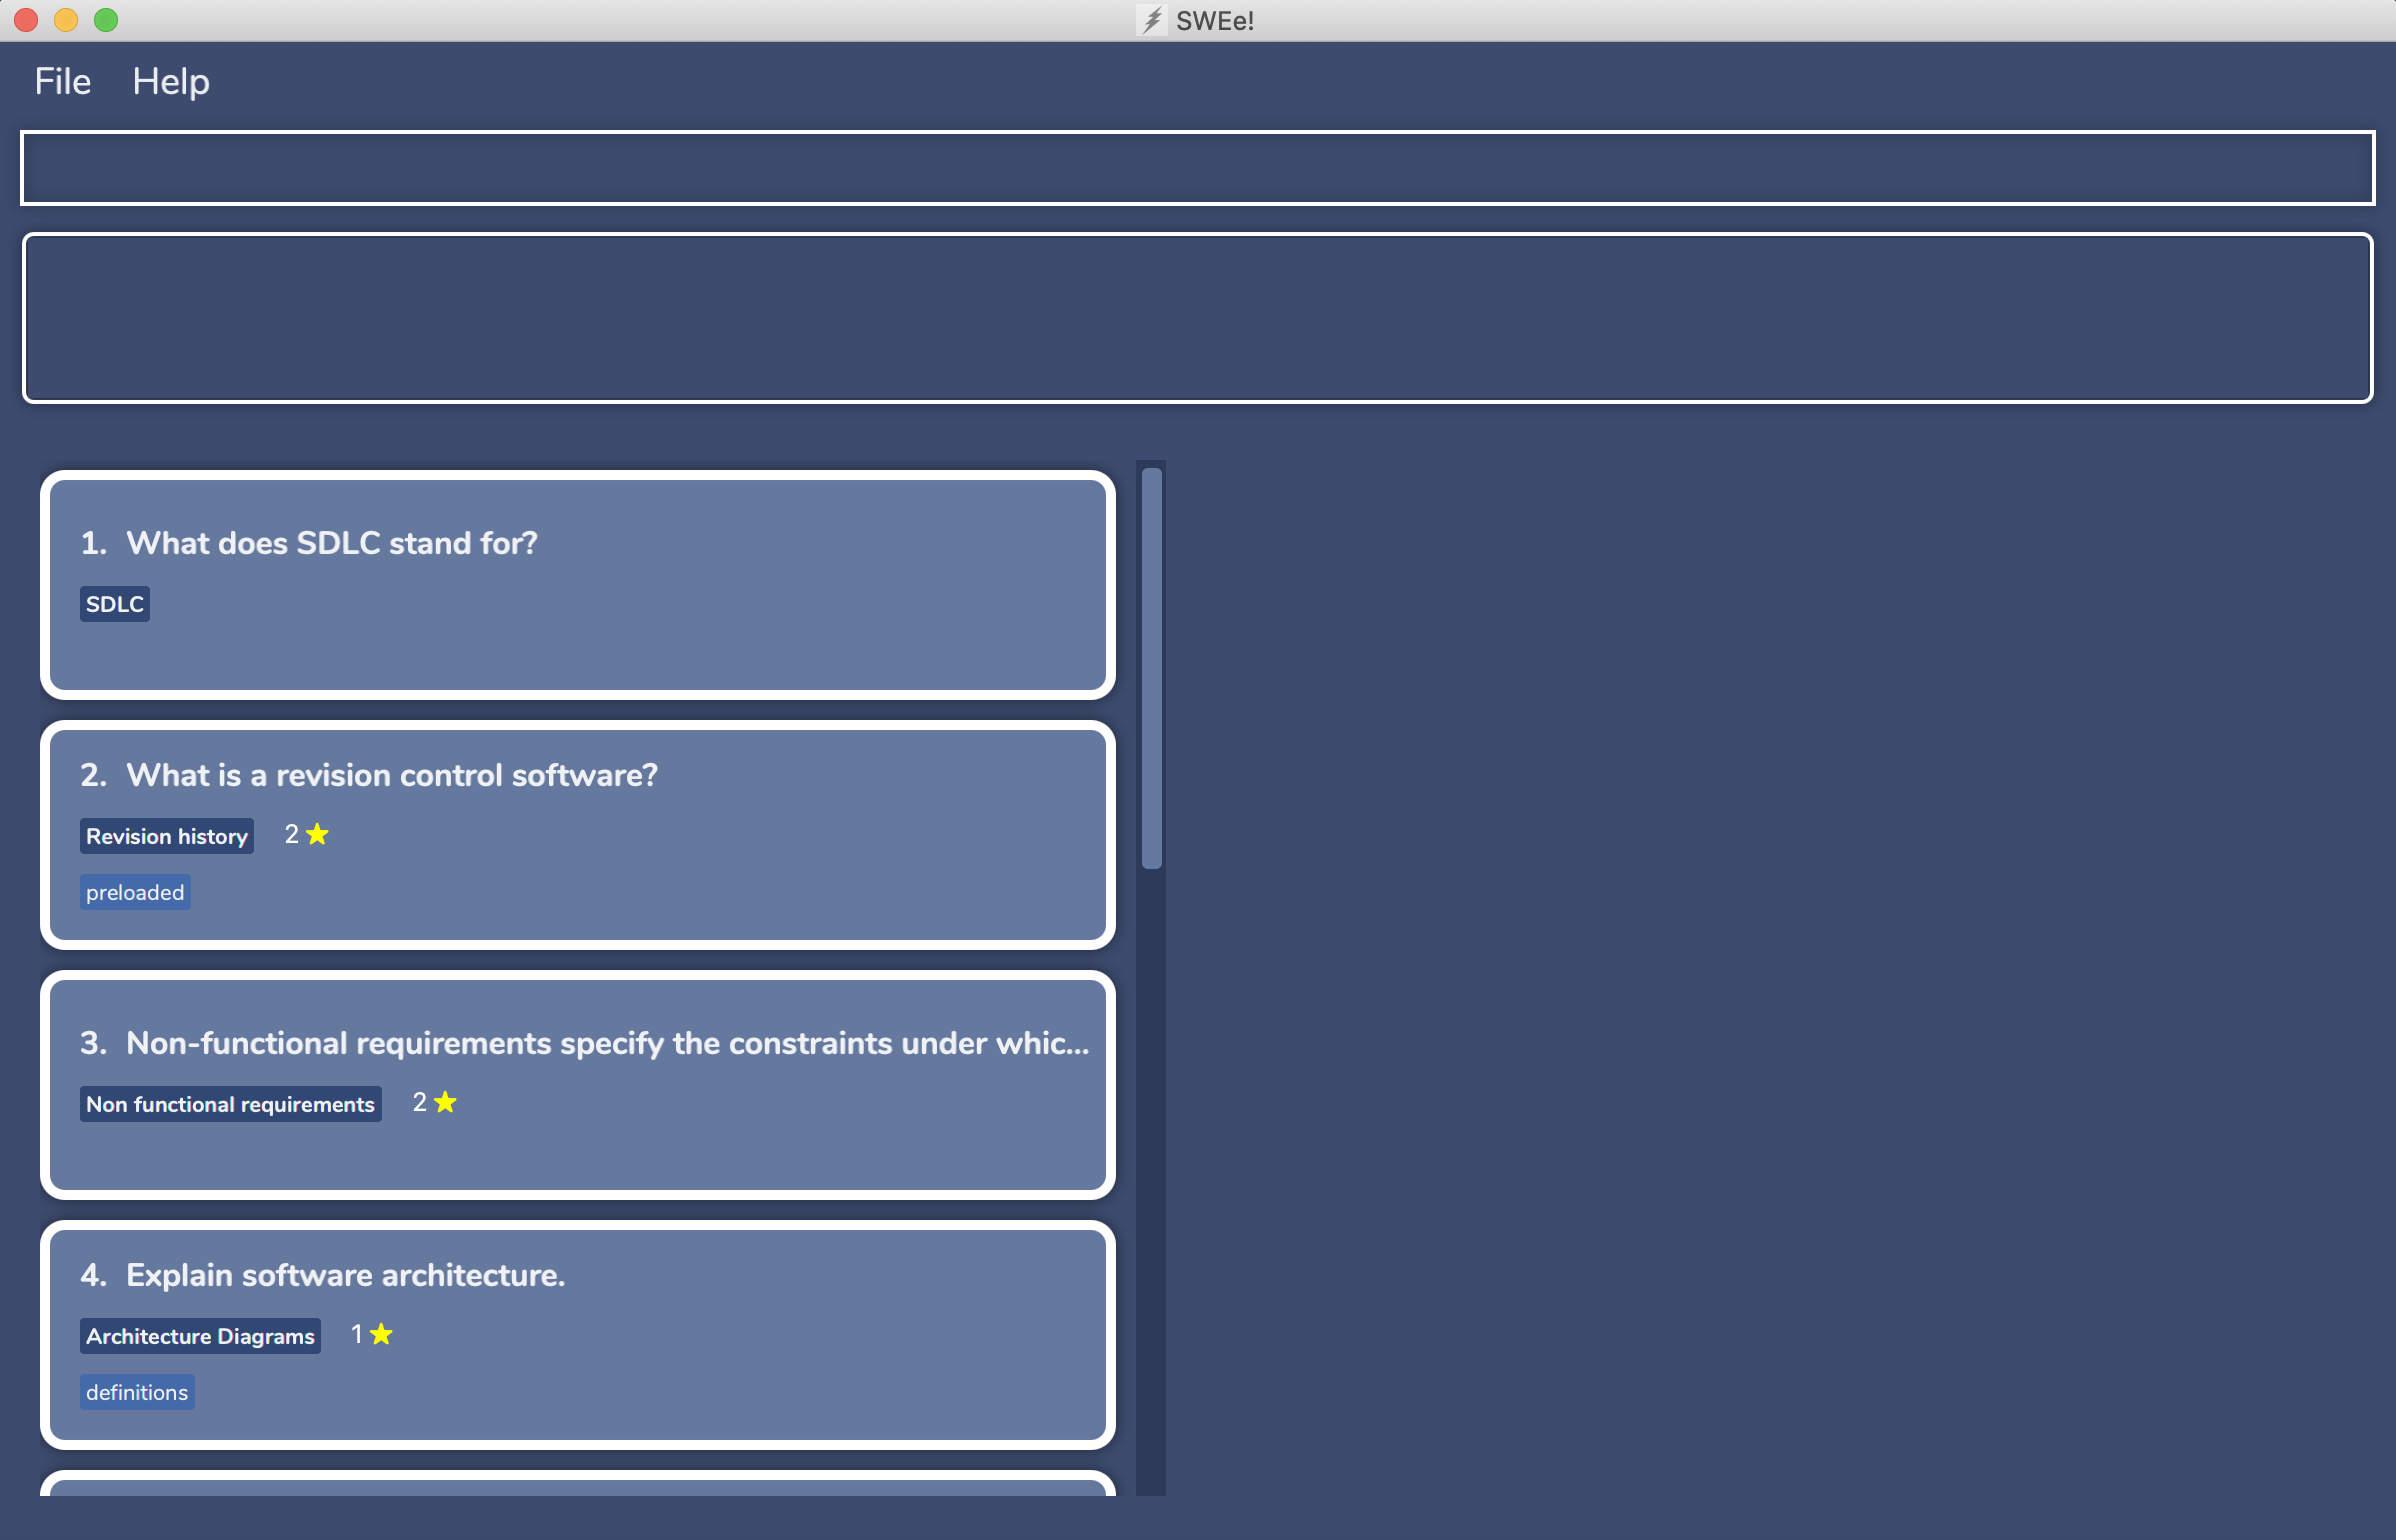 SWEe!
File Help
1. What does SDLC stand for?
SDLC
2. What is a revision control software?
Revision history 2 ★
preloaded
3. Non-functional requirements specify the constraints under whic...
Non functional requirements 2 ★
4. Explain software architecture.
Architecture Diagrams 1 ★
definitions